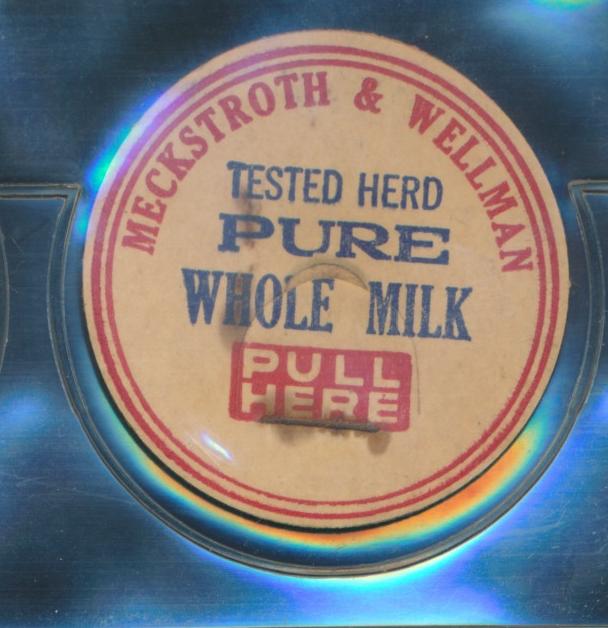 MECKSTROTH & WELLMAN
TESTED HERD
PURE
WHOLE MILK
PULL
HERE